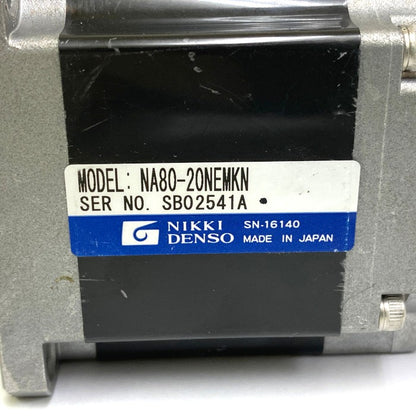 MODEL: NA80-20NEMKN
SER NO. SB02541A
NIKKI DENSO
SN-16140
MADE IN JAPAN